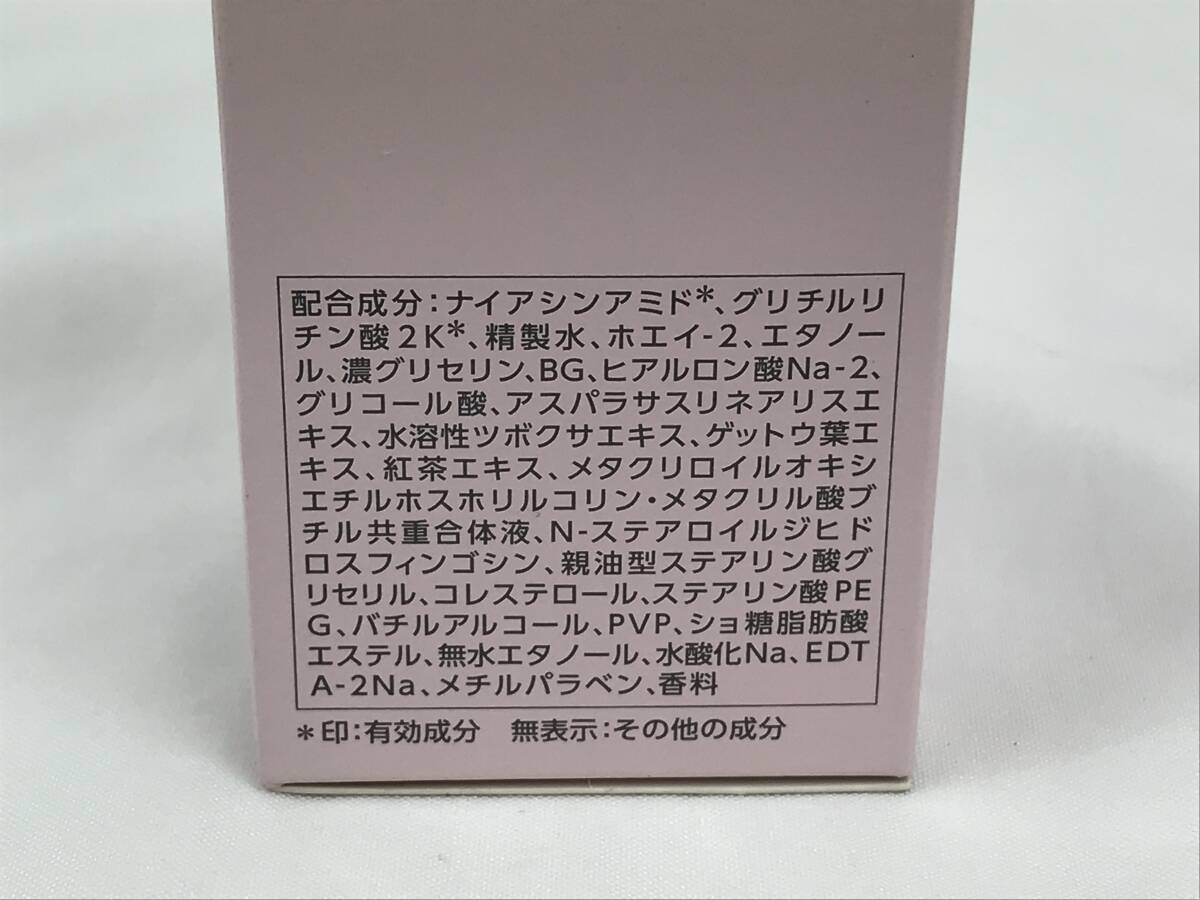 配合成分：ナイアシンアミド*、グリチルリ
チン酸2K*、精製水、ホエイ-2、エタノー
ル、濃グリセリン、BG、ヒアルロン酸Na-2、
グリコール酸、アスパラサスリネアリスエ
キス、水溶性ツボクサエキス、ゲットウ葉エ
キス、紅茶エキス、メタクリロイルオキシ
エチルホスホリルコリン・メタクリル酸ブ
チル共重合体液、N-ステアロイルジヒド
ロスフィンゴシン、親油型ステアリン酸グ
リセリル、コレステロール、ステアリン酸PE
G、バチルアルコール、PVP、ショ糖脂肪酸
エステル、無水エタノール、水酸化Na、EDT
A-2Na、メチルパラベン、香料
*印：有効成分　無表示：その他の成分